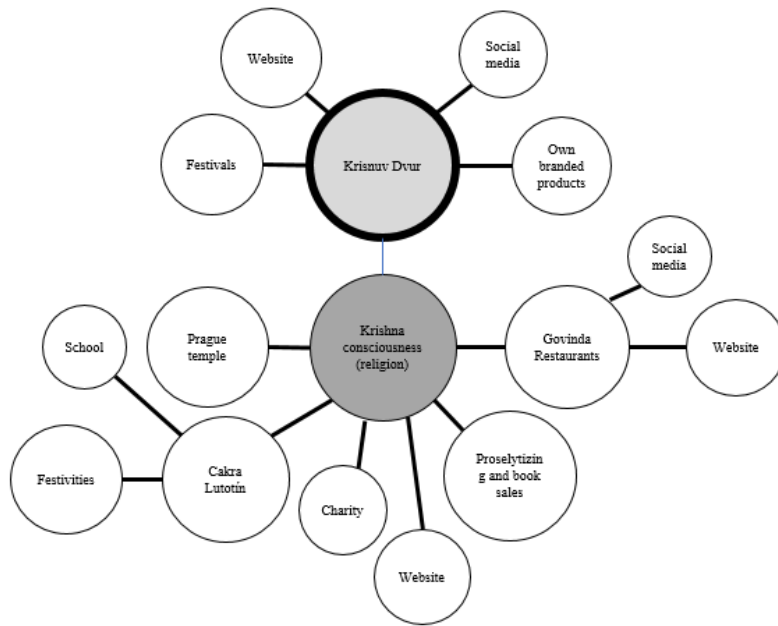 Website
Social
media
Festivals
Krisnuv Dvur
Own
branded
products
Social
media
School
Prague
temple
Krishna
consciousness
(religion)
Govinda
Restaurants
Website
Festivities
Cakra
Lutotín
Charity
Proselytizin
g and book
sales
Website